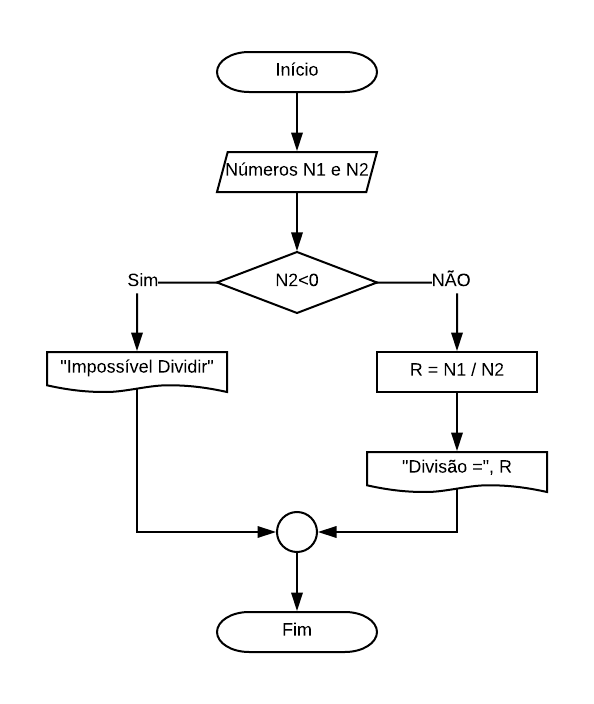 Início
Números N1 e N2
N2<0
Sim
NÃO
"Impossível Dividir"
R = N1 / N2
"Divisão =", R
Fim